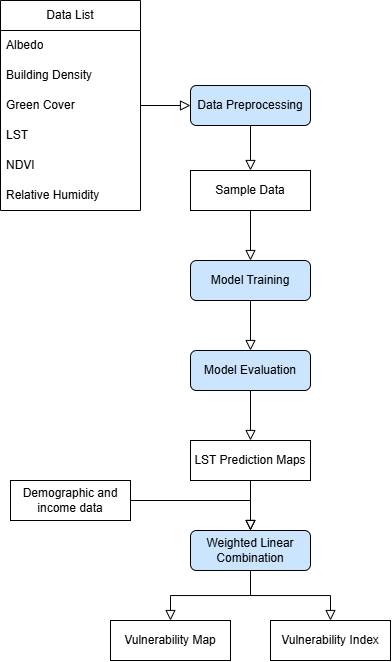 Data List
Albedo
Building Density
Green Cover
LST
NDVI
Relative Humidity
Data Preprocessing
Sample Data
Model Training
Model Evaluation
LST Prediction Maps
Demographic and
income data
Weighted Linear
Combination
Vulnerability Map
Vulnerability Index